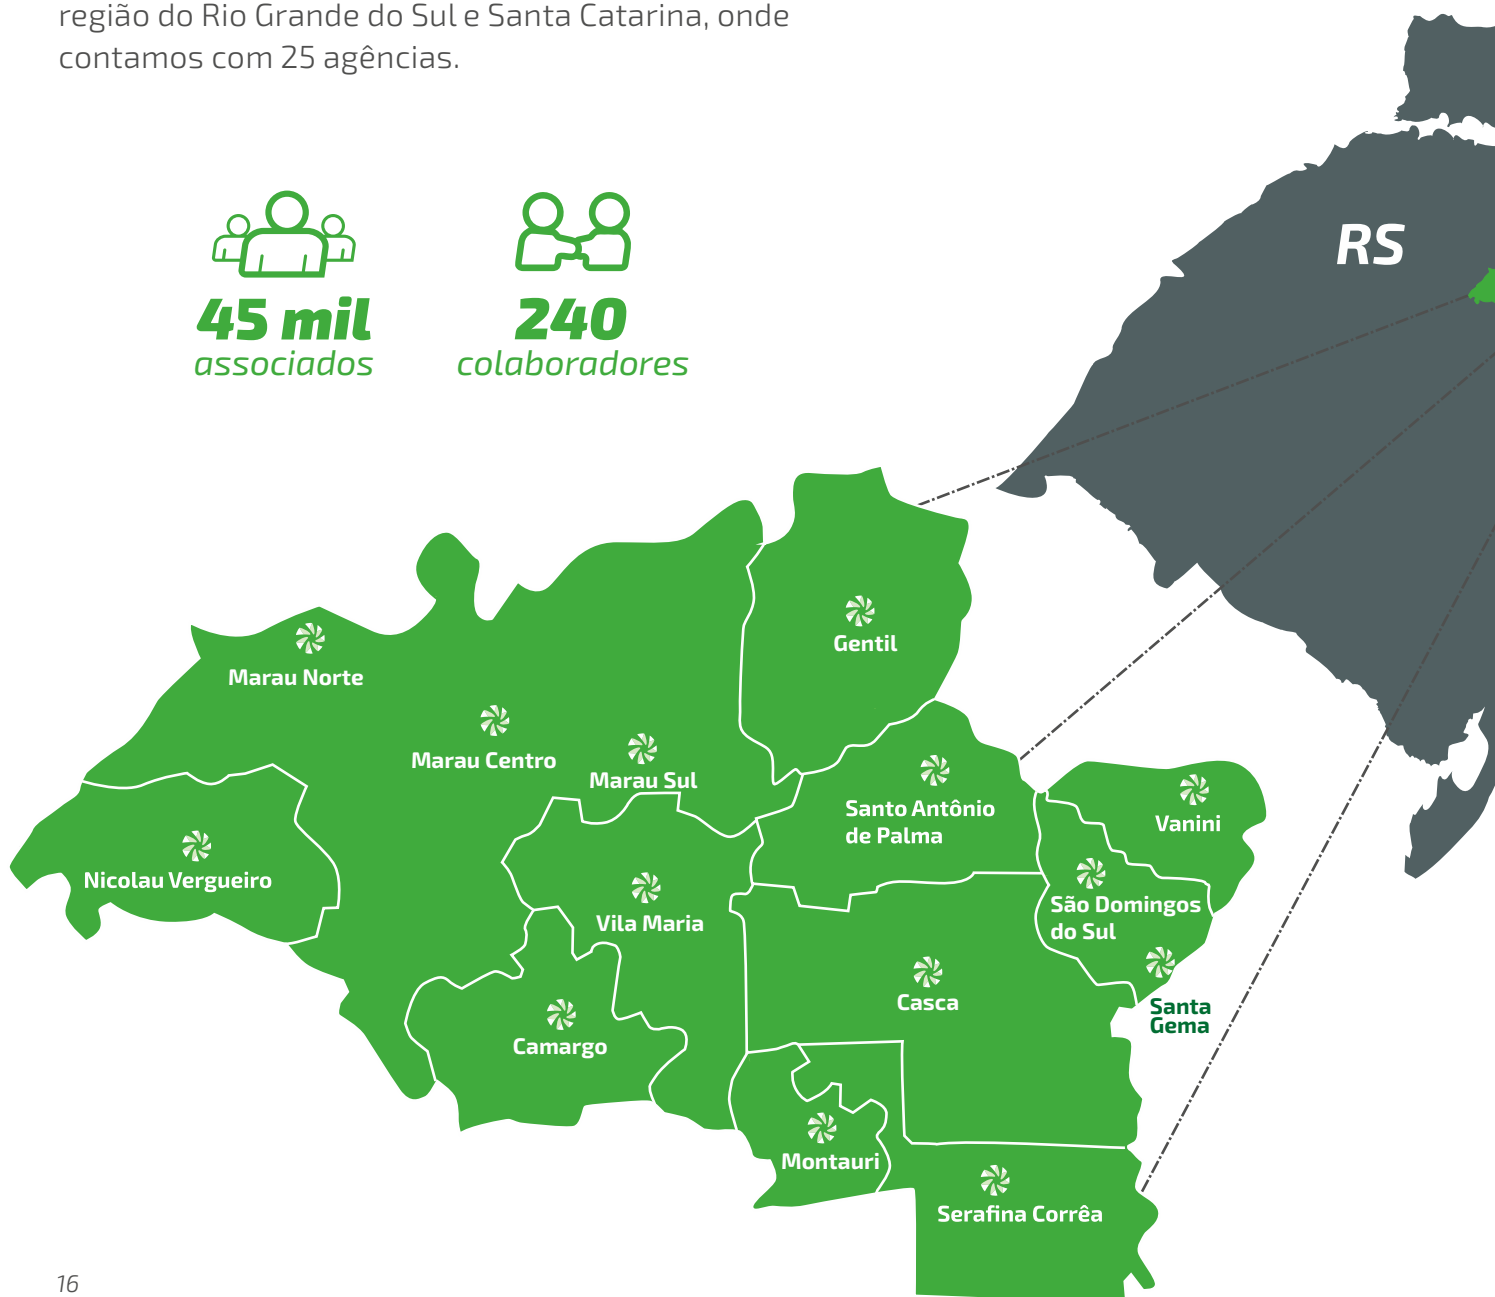 região do Rio Grande do Sul e Santa Catarina, onde
contamos com 25 agências.
45 mil
associados
240
colaboradores
RS
Gentil
Marau Norte
Marau Centro
Marau Sul
Santo Antônio
de Palma
Vanini
Nicolau Vergueiro
Vila Maria
São Domingos
do Sul
Casca
Santa
Gema
Camargo
Montauri
Serafina Corrêa
16